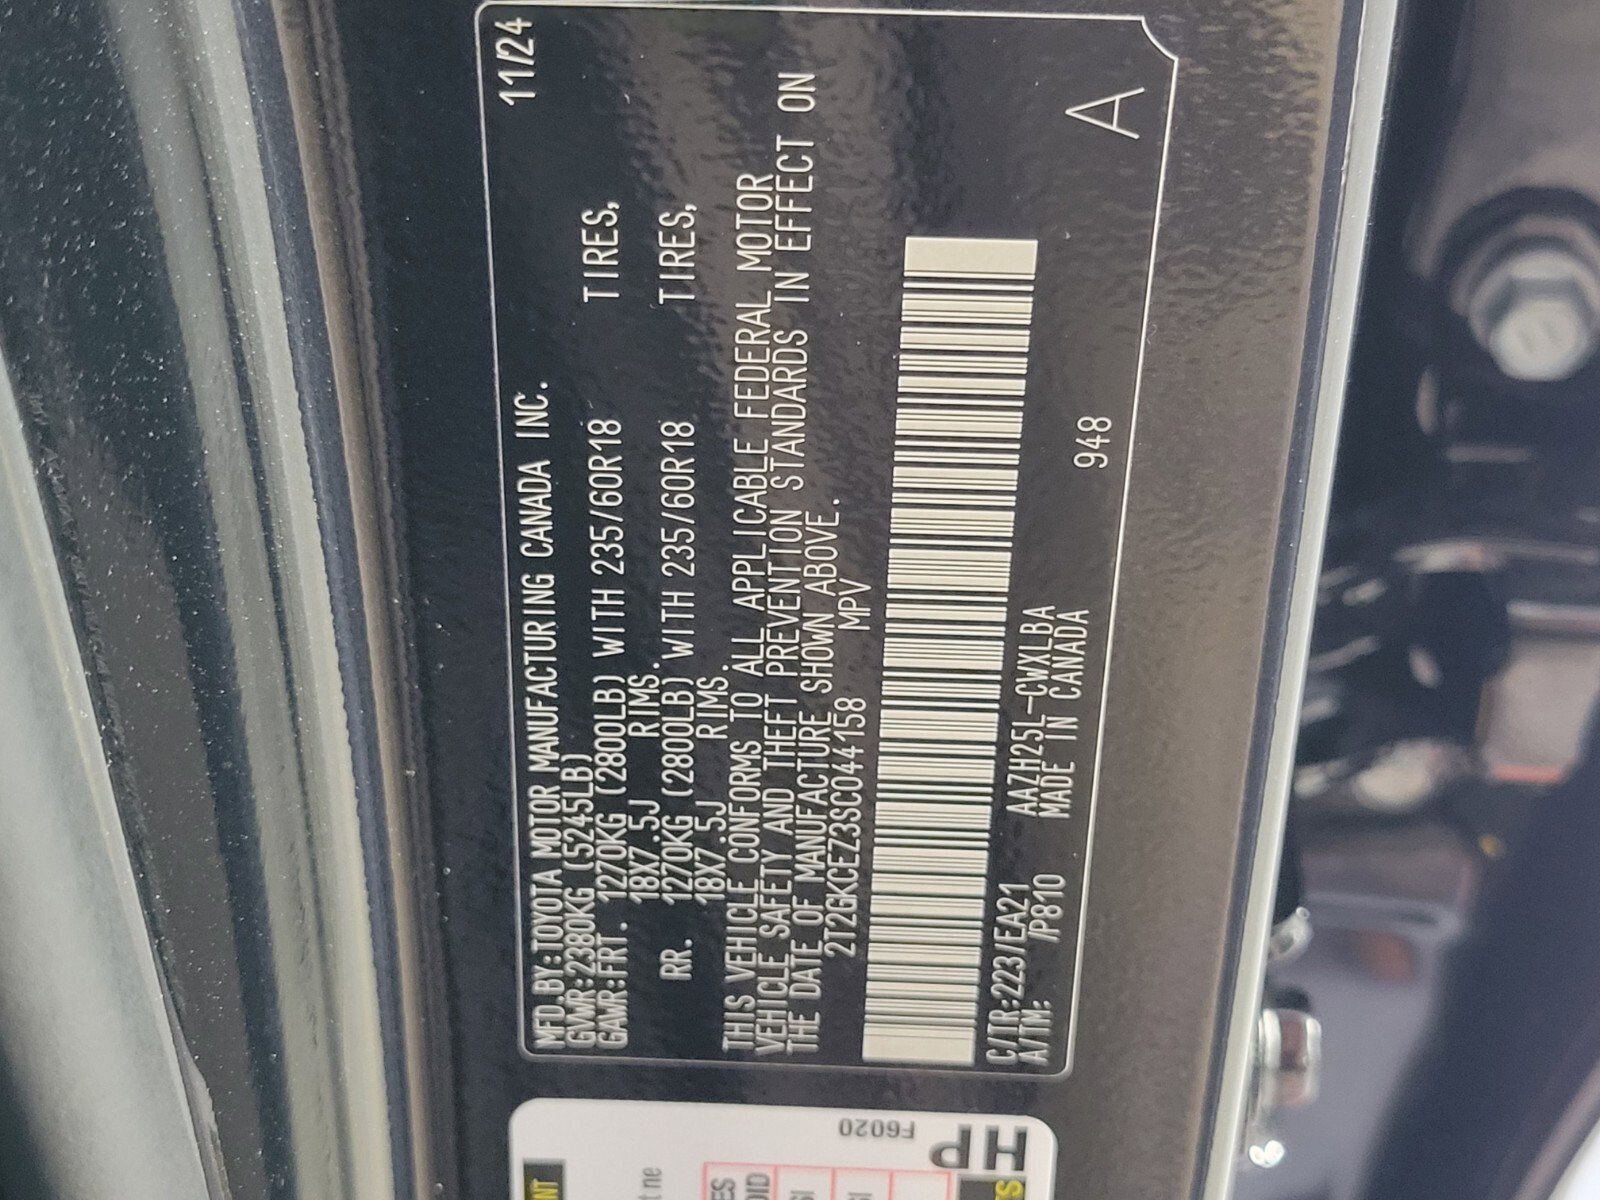 MFD.BY:TOYOTA MOTOR MANUFACTURING CANADA INC. 11/24
GVWR:2380KG (5245LB)
GAWR:FRT. 1270KG (2800LB) WITH 235/60R18 TIRES,
18X7.5J RIMS.
RR. 1270KG (2800LB) WITH 235/60R18 TIRES,
18X7.5J RIMS.
THIS VEHICLE CONFORMS TO ALL APPLICABLE FEDERAL MOTOR
VEHICLE SAFETY AND THEFT PREVENTION STANDARDS IN EFFECT ON
THE DATE OF MANUFACTURE SHOWN ABOVE.
2T2GKCEZ3SC044158 MPV
C/TR:223/EA21 AAZH25L-CWXLBA
A/TM: /P810 MADE IN CANADA 948
A
F6020
HP